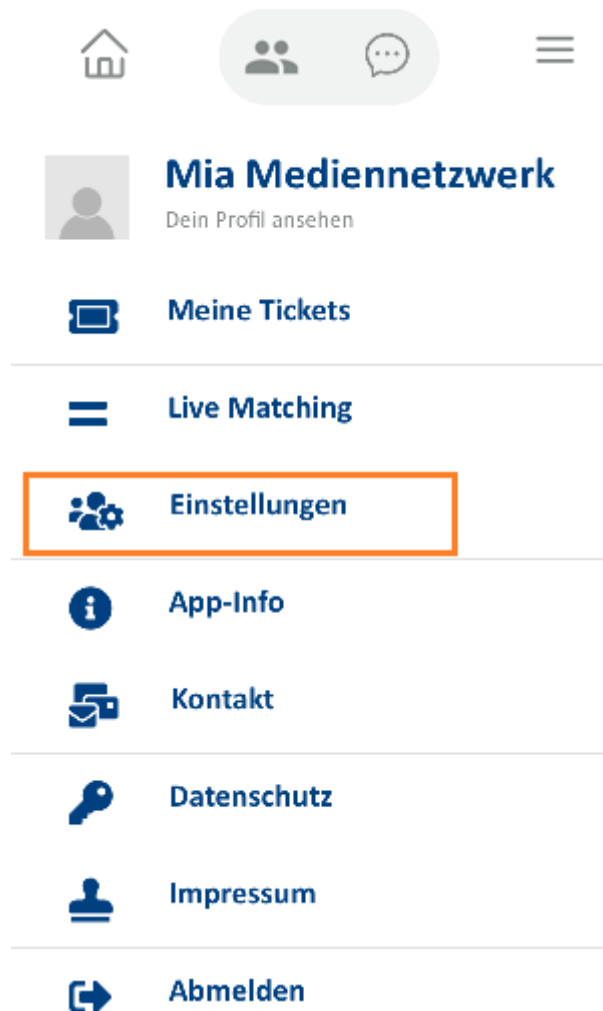 Mia Mediennetzwerk
Dein Profil ansehen
Meine Tickets
Live Matching
Einstellungen
App-Info
Kontakt
Datenschutz
Impressum
Abmelden